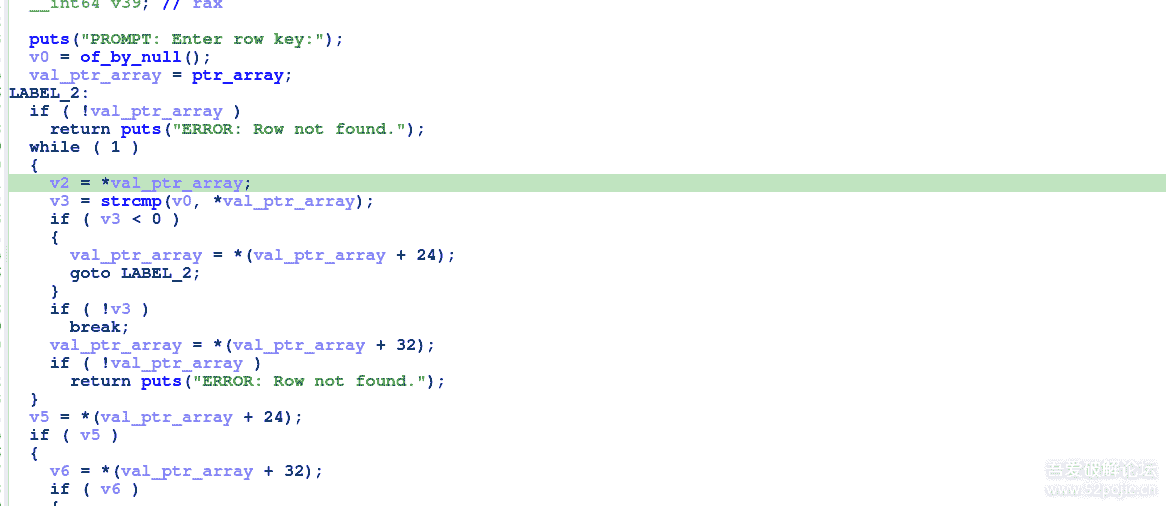 __int64 v39; // rax
puts("PROMPT: Enter row key:");
v0 = of_by_null();
val_ptr_array = ptr_array;
LABEL_2:
if ( !val_ptr_array )
return puts("ERROR: Row not found.");
while ( 1 )
{
v2 = *val_ptr_array;
v3 = strcmp(v0, *val_ptr_array);
if ( v3 < 0 )
{
val_ptr_array = *(val_ptr_array + 24);
goto LABEL_2;
}
if ( !v3 )
break;
val_ptr_array = *(val_ptr_array + 32);
if ( !val_ptr_array )
return puts("ERROR: Row not found.");
}
v5 = *(val_ptr_array + 24);
if ( v5 )
{
v6 = *(val_ptr_array + 32);
if ( v6 )
{
吾爱破解论坛
www.52pojie.cn